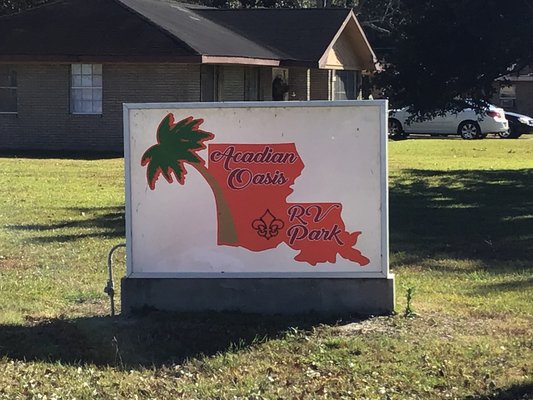 Acadian
Oasis
RV
Park